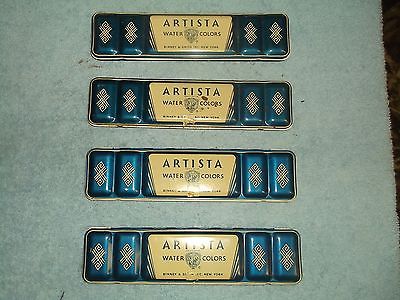 ARTISTA
WATER COLORS
BINNEY & SMITH INC. NEW YORK
ARTISTA
WATER COLORS
BINNEY & NEW YORK
ARTISTA
WATER COLORS
BINNEY & YORK
ARTISTA
WATER COLORS
BINNEY & NEW YORK